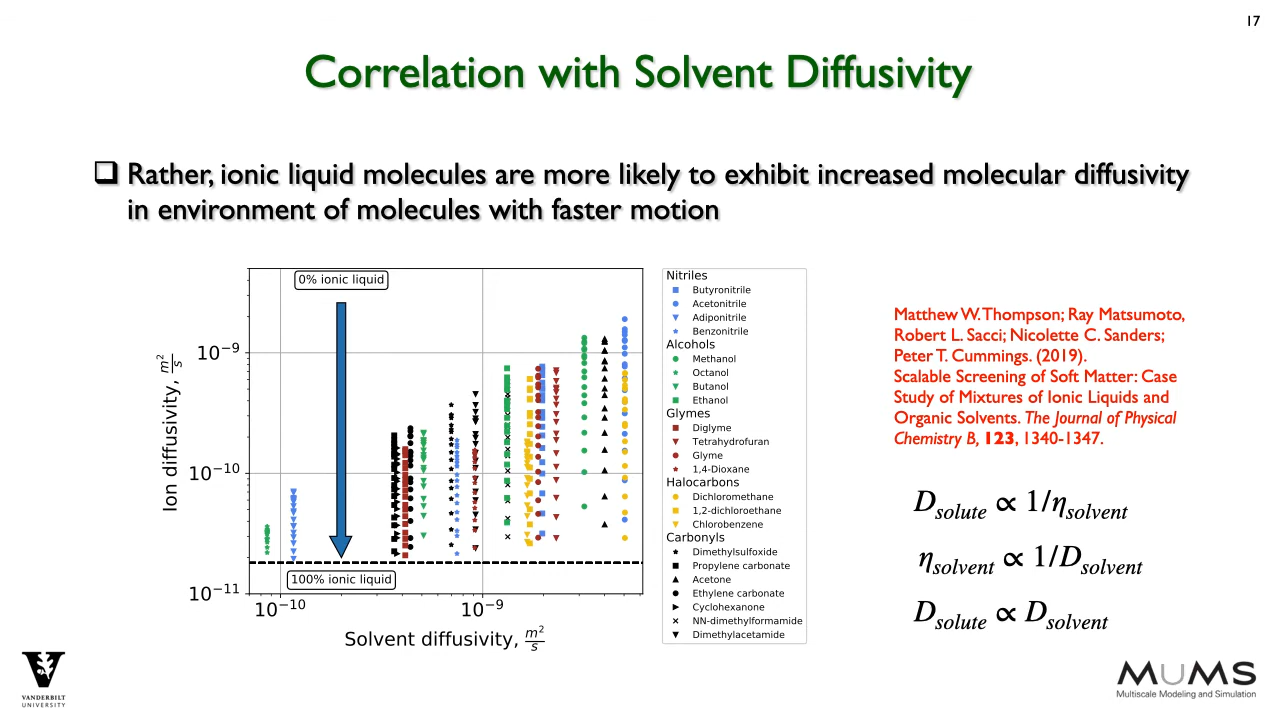 17
Correlation with Solvent Diffusivity
❑ Rather, ionic liquid molecules are more likely to exhibit increased molecular diffusivity
in environment of molecules with faster motion
0% ionic liquid
100% ionic liquid
Ion diffusivity, m²/s
10⁻⁹
10⁻¹⁰
10⁻¹¹
10⁻¹⁰
10⁻⁹
Solvent diffusivity, m²/s
Nitriles
Butyronitrile
Acetonitrile
Adiponitrile
Benzonitrile
Alcohols
Methanol
Octanol
Butanol
Ethanol
Glymes
Diglyme
Tetrahydrofuran
Glyme
1,4-Dioxane
Halocarbons
Dichloromethane
1,2-dichloroethane
Chlorobenzene
Carbonyls
Dimethylsulfoxide
Propylene carbonate
Acetone
Ethylene carbonate
Cyclohexanone
NN-dimethylformamide
Dimethylacetamide
Matthew W. Thompson; Ray Matsumoto,
Robert L. Sacci; Nicolette C. Sanders;
Peter T. Cummings. (2019).
Scalable Screening of Soft Matter: Case
Study of Mixtures of Ionic Liquids and
Organic Solvents. The Journal of Physical
Chemistry B, 123, 1340-1347.
D_solute ∝ 1/η_solvent
η_solvent ∝ 1/D_solvent
D_solute ∝ D_solvent
VANDERBILT
UNIVERSITY
MUMS
Multiscale Modeling and Simulation